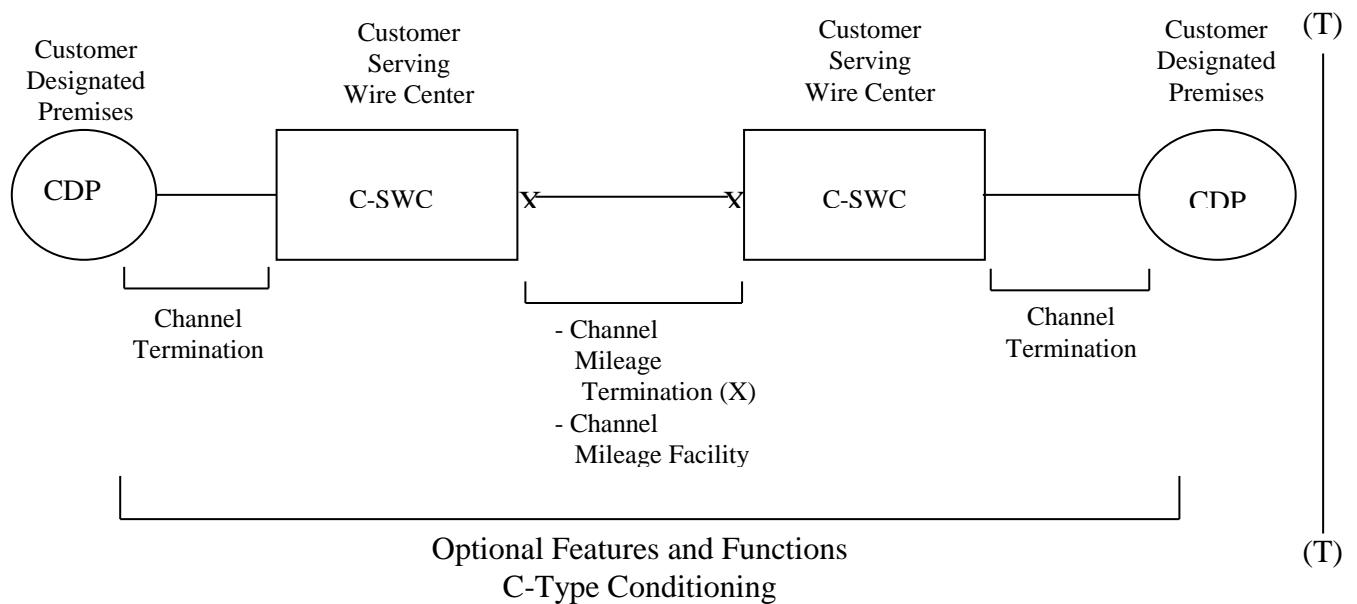 Customer
Designated
Premises
Customer
Serving
Wire Center
Customer
Serving
Wire Center
Customer
Designated
Premises
(T)
CDP
C-SWC
X
X
C-SWC
CDP
Channel
Termination
- Channel
Mileage
Termination (X)
- Channel
Mileage Facility
Channel
Termination
Optional Features and Functions
C-Type Conditioning
(T)